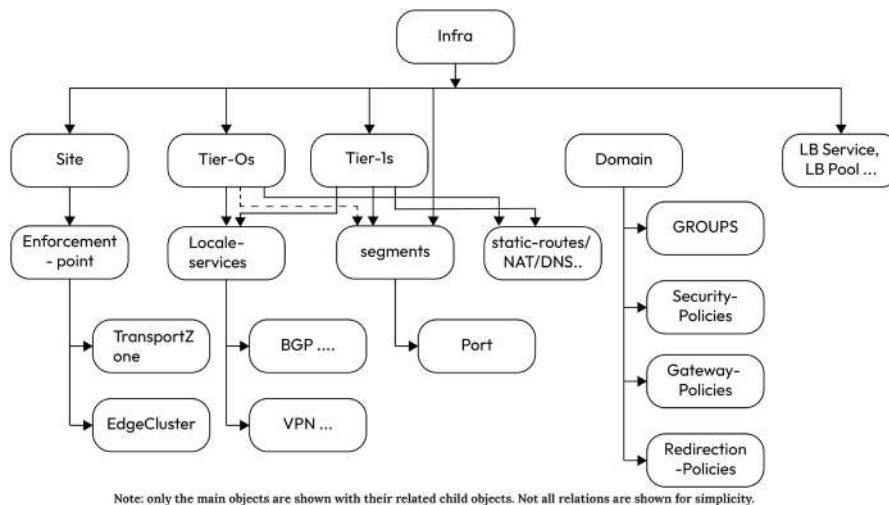 Infra
Site
Tier-0s
Tier-1s
Domain
LB Service,
LB Pool ...
Enforcement
- point
Locale-
services
segments
static-routes/
NAT/DNS..
GROUPS
Security-
Policies
TransportZ
one
BGP ....
Port
Gateway-
Policies
EdgeCluster
VPN ...
Redirection
-Policies
Note: only the main objects are shown with their related child objects. Not all relations are shown for simplicity.